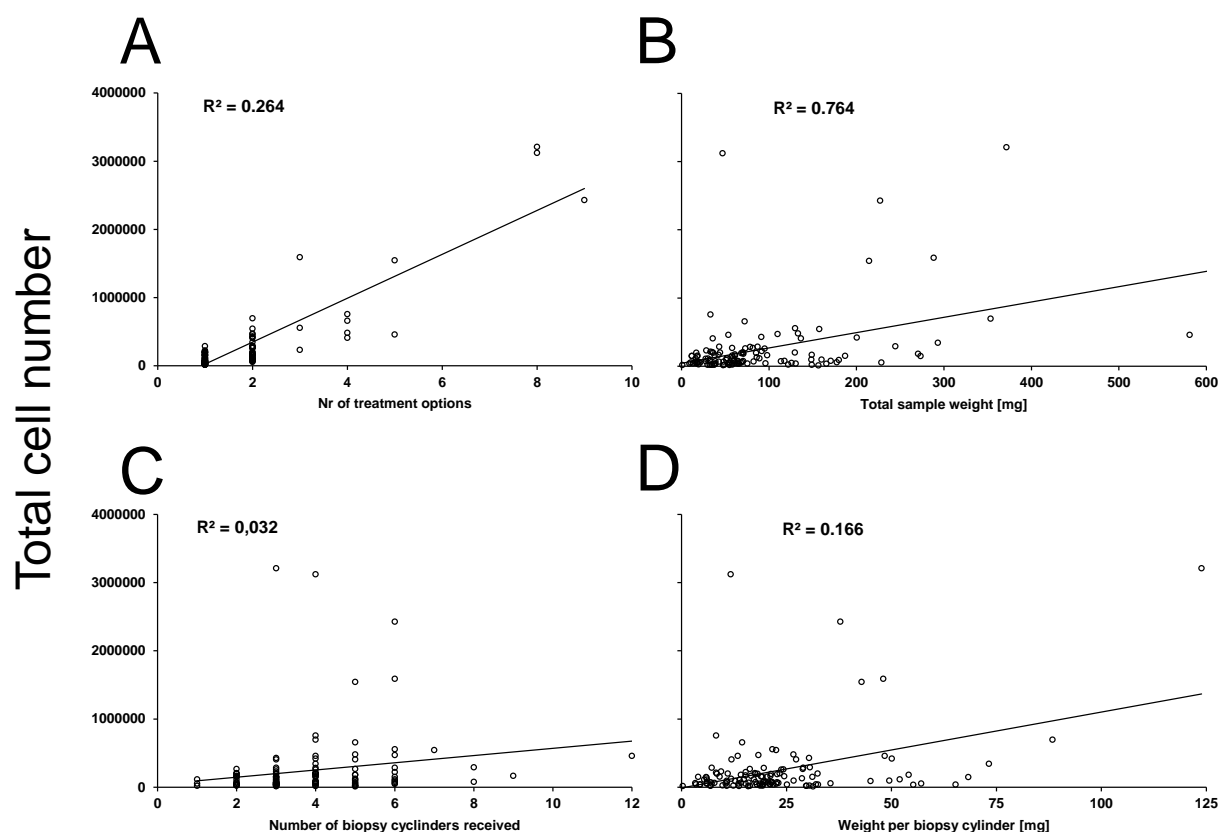 Total cell number
A
R² = 0.264
4000000
3000000
2000000
1000000
0
0 2 4 6 8 10
Nr of treatment options
B
R² = 0.764
0 100 200 300 400 500 600
Total sample weight [mg]
C
R² = 0,032
4000000
3000000
2000000
1000000
0
0 2 4 6 8 10 12
Number of biopsy cyclinders received
D
R² = 0.166
0 25 50 75 100 125
Weight per biopsy cylinder [mg]